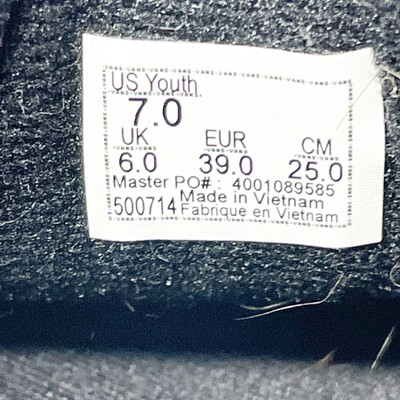 US Youth
7.0
UK EUR CM
6.0 39.0 25.0
Master PO# : 4001089585
500714 Made in Vietnam
Fabrique en Vietnam